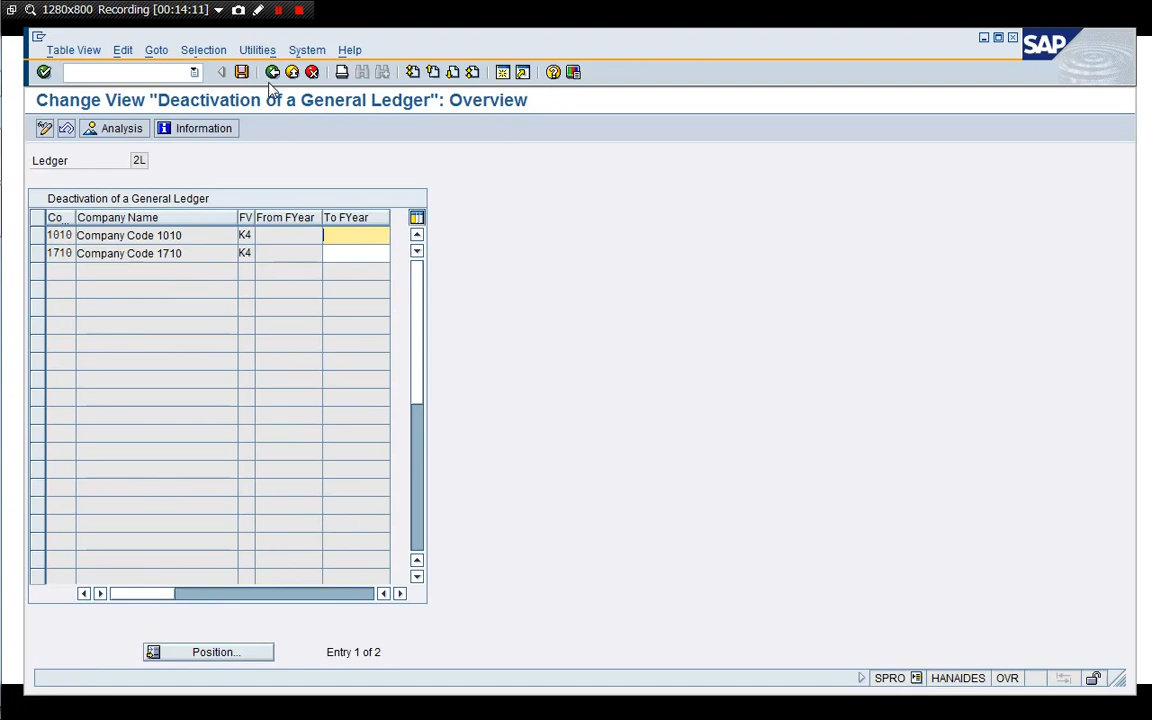 1280x800 Recording [00:14:11]
Table View Edit Goto Selection Utilities System Help
SAP
Change View "Deactivation of a General Ledger": Overview
Analysis Information
Ledger 2L
Deactivation of a General Ledger
Co... Company Name FV From FYear To FYear
1010 Company Code 1010 K4
1710 Company Code 1710 K4
Position... Entry 1 of 2
SPRO HANAIDES OVR